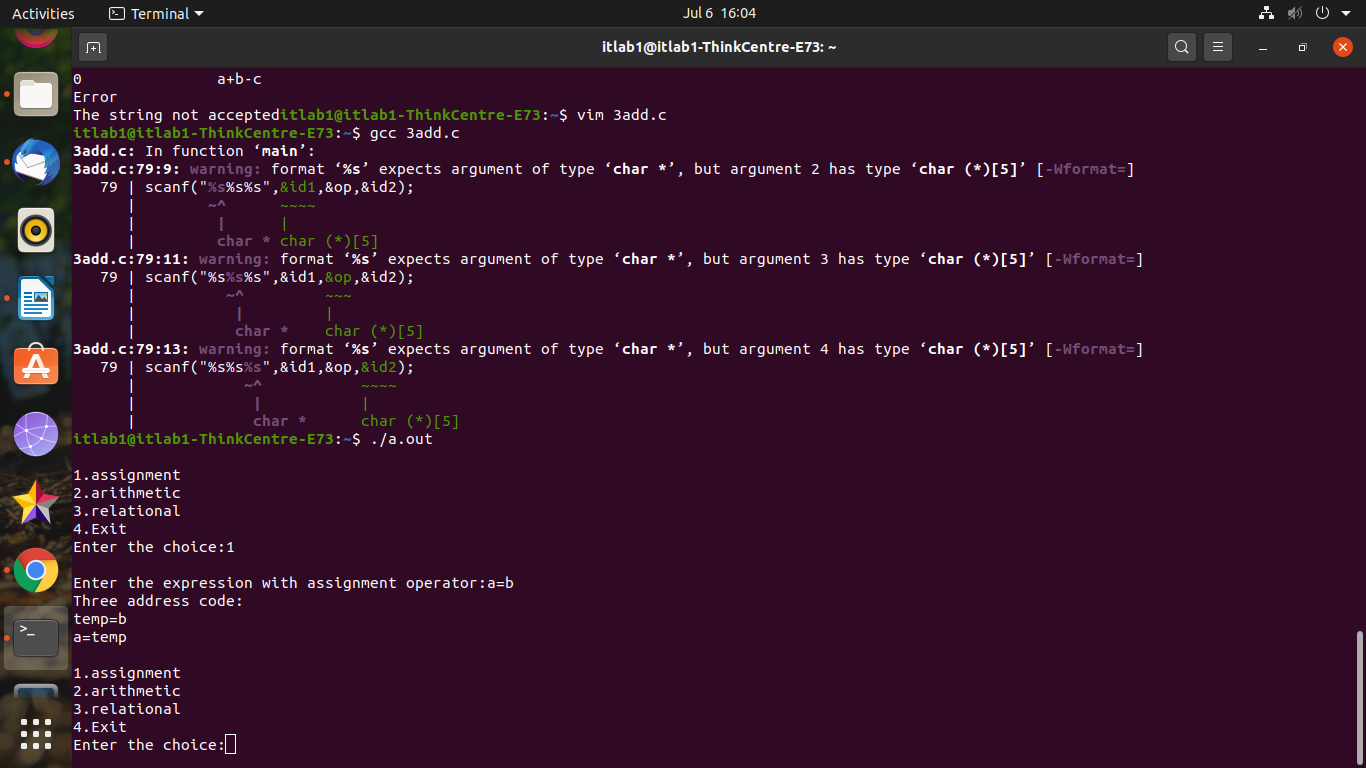 Activities Terminal Jul 6 16:04
itlab1@itlab1-ThinkCentre-E73: ~
0 a+b-c
Error
The string not accepteditlab1@itlab1-ThinkCentre-E73:~$ vim 3add.c
itlab1@itlab1-ThinkCentre-E73:~$ gcc 3add.c
3add.c: In function ‘main’:
3add.c:79:9: warning: format ‘%s’ expects argument of type ‘char *’, but argument 2 has type ‘char (*)[5]’ [-Wformat=]
   79 | scanf("%s%s%s",&id1,&op,&id2);
      |        ~^      ~~~~
      |         |      |
      |         char * char (*)[5]
3add.c:79:11: warning: format ‘%s’ expects argument of type ‘char *’, but argument 3 has type ‘char (*)[5]’ [-Wformat=]
   79 | scanf("%s%s%s",&id1,&op,&id2);
      |          ~^         ~~~
      |           |         |
      |           char *    char (*)[5]
3add.c:79:13: warning: format ‘%s’ expects argument of type ‘char *’, but argument 4 has type ‘char (*)[5]’ [-Wformat=]
   79 | scanf("%s%s%s",&id1,&op,&id2);
      |            ~^           ~~~~
      |             |           |
      |             char *      char (*)[5]
itlab1@itlab1-ThinkCentre-E73:~$ ./a.out
1.assignment
2.arithmetic
3.relational
4.Exit
Enter the choice:1
Enter the expression with assignment operator:a=b
Three address code:
temp=b
a=temp
1.assignment
2.arithmetic
3.relational
4.Exit
Enter the choice: